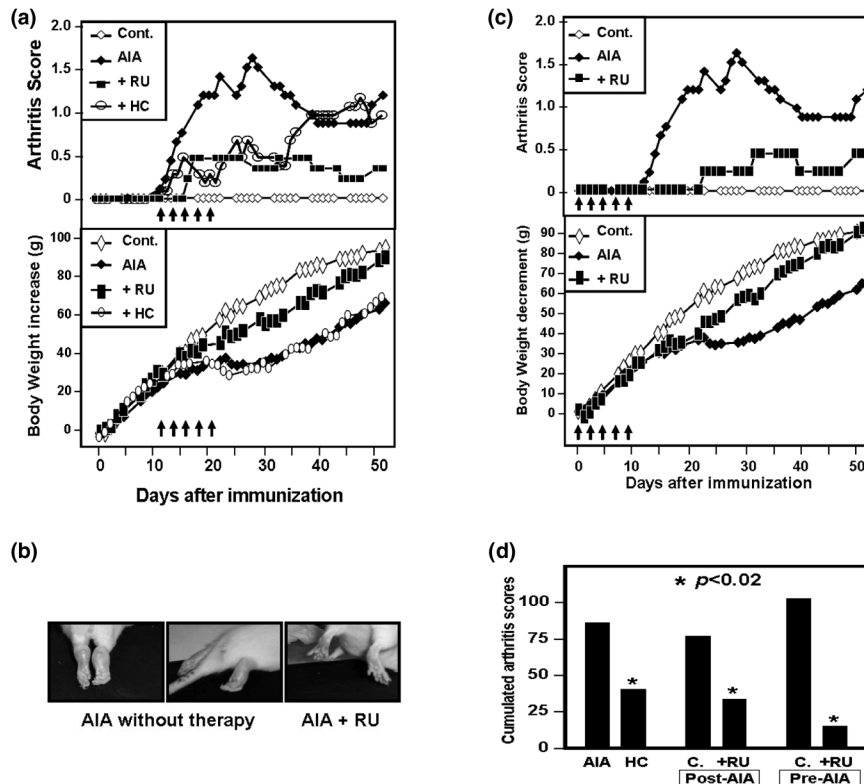 (a)
2.0
1.5
1.0
0.5
0
Arthritis Score
Cont.
AIA
+ RU
+ HC
100
80
60
40
20
0
Body Weight increase (g)
Cont.
AIA
+ RU
+ HC
0 10 20 30 40 50
Days after immunization
(b)
AIA without therapy AIA + RU
(c)
2.0
1.5
1.0
0.5
0
Arthritis Score
Cont.
AIA
+ RU
90
80
70
60
50
40
30
20
10
0
Body Weight decrement (g)
Cont.
AIA
+ RU
0 10 20 30 40 50
Days after immunization
(d)
* p<0.02
100
75
50
25
0
Cumulated arthritis scores
*
*
*
AIA HC C. +RU C. +RU
Post-AIA Pre-AIA